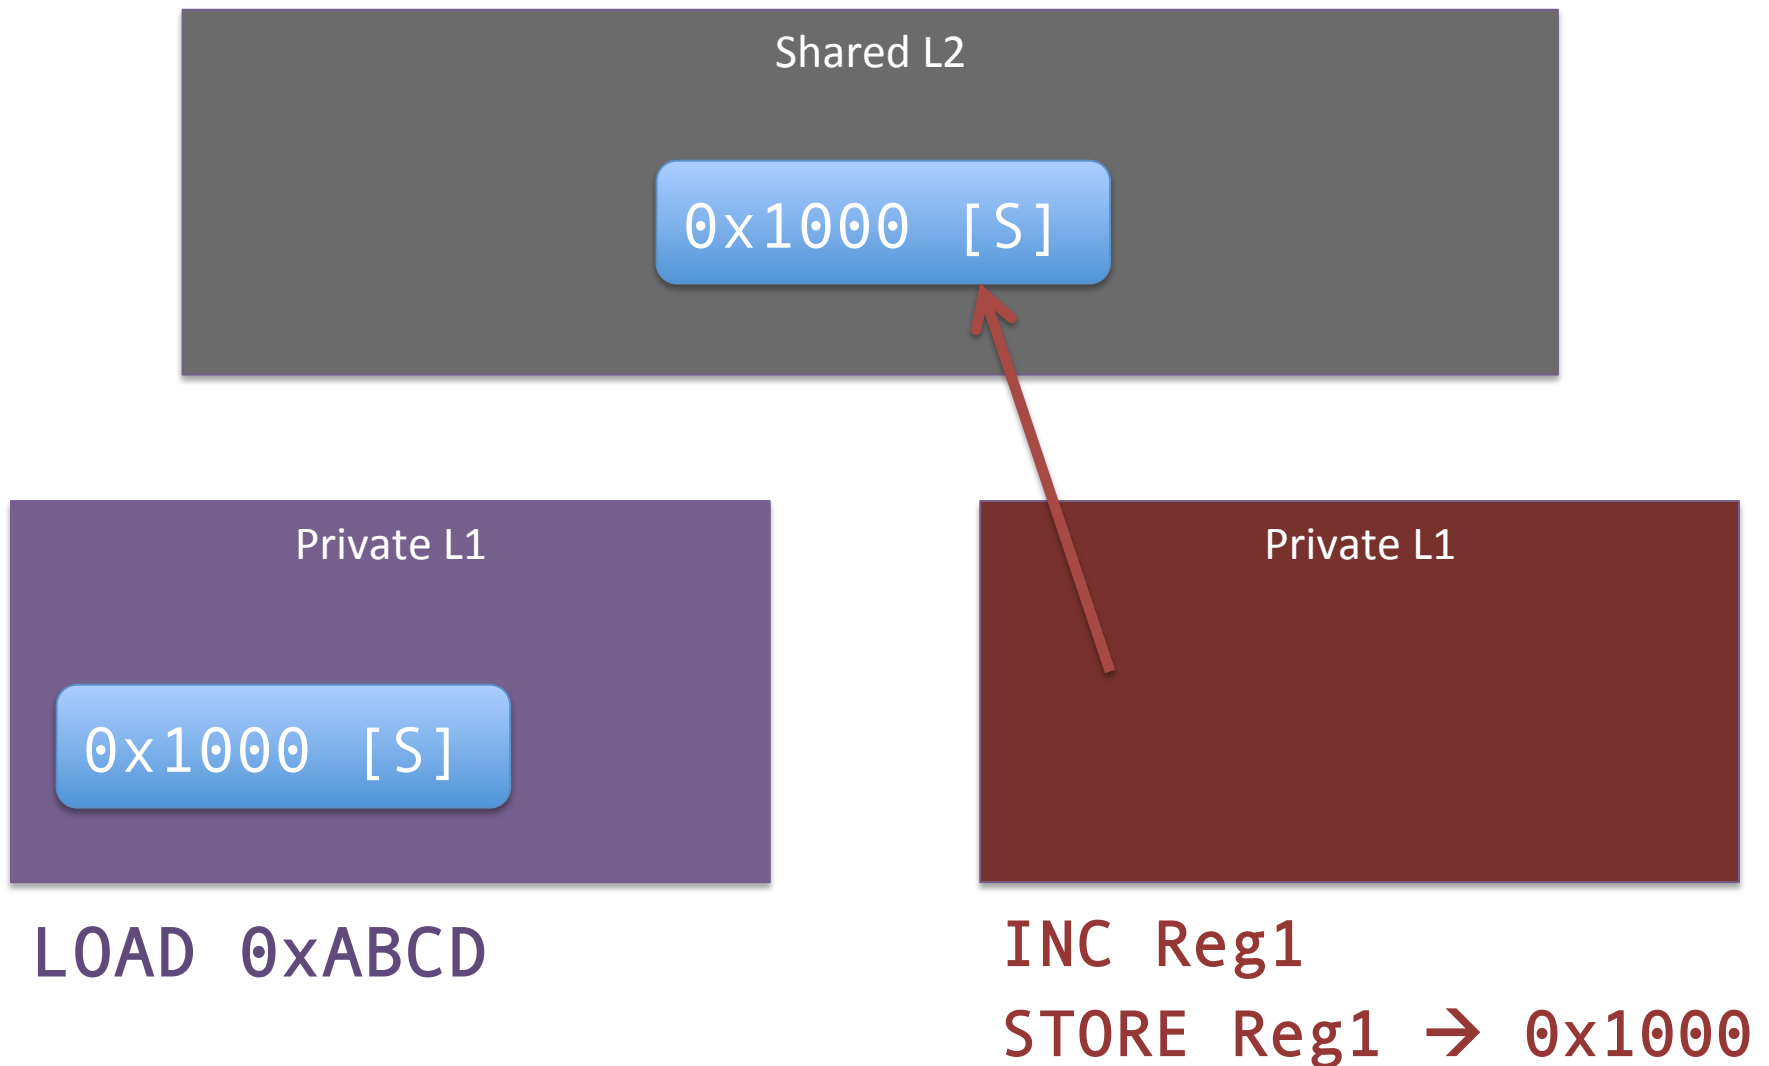 Shared L2
0x1000 [S]
Private L1
0x1000 [S]
LOAD 0xABCD
Private L1
INC Reg1
STORE Reg1 → 0x1000